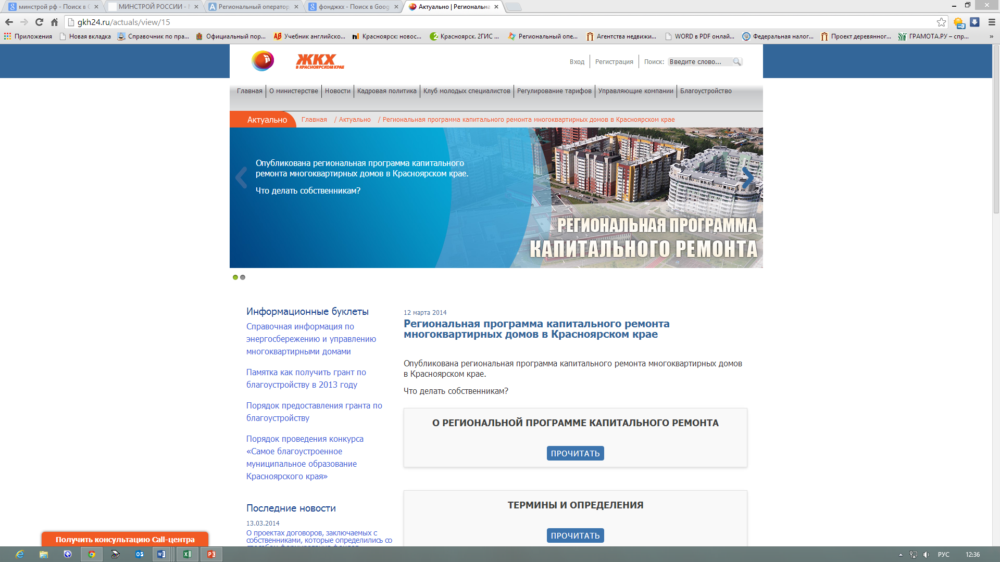 минстрой рф - Поиск в
МИНСТРОЙ РОССИИ -
Региональный оператор
фонджкх - Поиск в Goog
Актуально | Региональна
gkh24.ru/actuals/view/15
Приложения
Новая вкладка
Справочник по пра...
Официальный пор...
Учебник английско...
Красноярск: новос...
Красноярск. 2ГИС ...
Региональный опе...
Агентства недвижи...
WORD в PDF онлай...
Федеральная налог...
Проект деревянног...
ГРАМОТА.РУ – спр...
»
ЖКХ
В КРАСНОЯРСКОМ КРАЕ
Вход
Регистрация
Поиск:
Введите слово...
Главная
О министерстве
Новости
Кадровая политика
Клуб молодых специалистов
Регулирование тарифов
Управляющие компании
Благоустройство
Актуально
Главная / Актуально / Региональная программа капитального ремонта многоквартирных домов в Красноярском крае
Опубликована региональная программа капитального
ремонта многоквартирных домов в Красноярском крае.
Что делать собственникам?
РЕГИОНАЛЬНАЯ ПРОГРАММА
КАПИТАЛЬНОГО РЕМОНТА
Информационные буклеты
Справочная информация по
энергосбережению и управлению
многоквартирными домами
Памятка как получить грант по
благоустройству в 2013 году
Порядок предоставления гранта по
благоустройству
Порядок проведения конкурса
«Самое благоустроенное
муниципальное образование
Красноярского края»
Последние новости
13.03.2014
О проектах договоров, заключаемых с
собственниками, которые определились со
12 марта 2014
Региональная программа капитального ремонта
многоквартирных домов в Красноярском крае
Опубликована региональная программа капитального ремонта многоквартирных домов
в Красноярском крае.
Что делать собственникам?
О РЕГИОНАЛЬНОЙ ПРОГРАММЕ КАПИТАЛЬНОГО РЕМОНТА
ПРОЧИТАТЬ
ТЕРМИНЫ И ОПРЕДЕЛЕНИЯ
ПРОЧИТАТЬ
Получить консультацию Call-центра
РУС
12:36